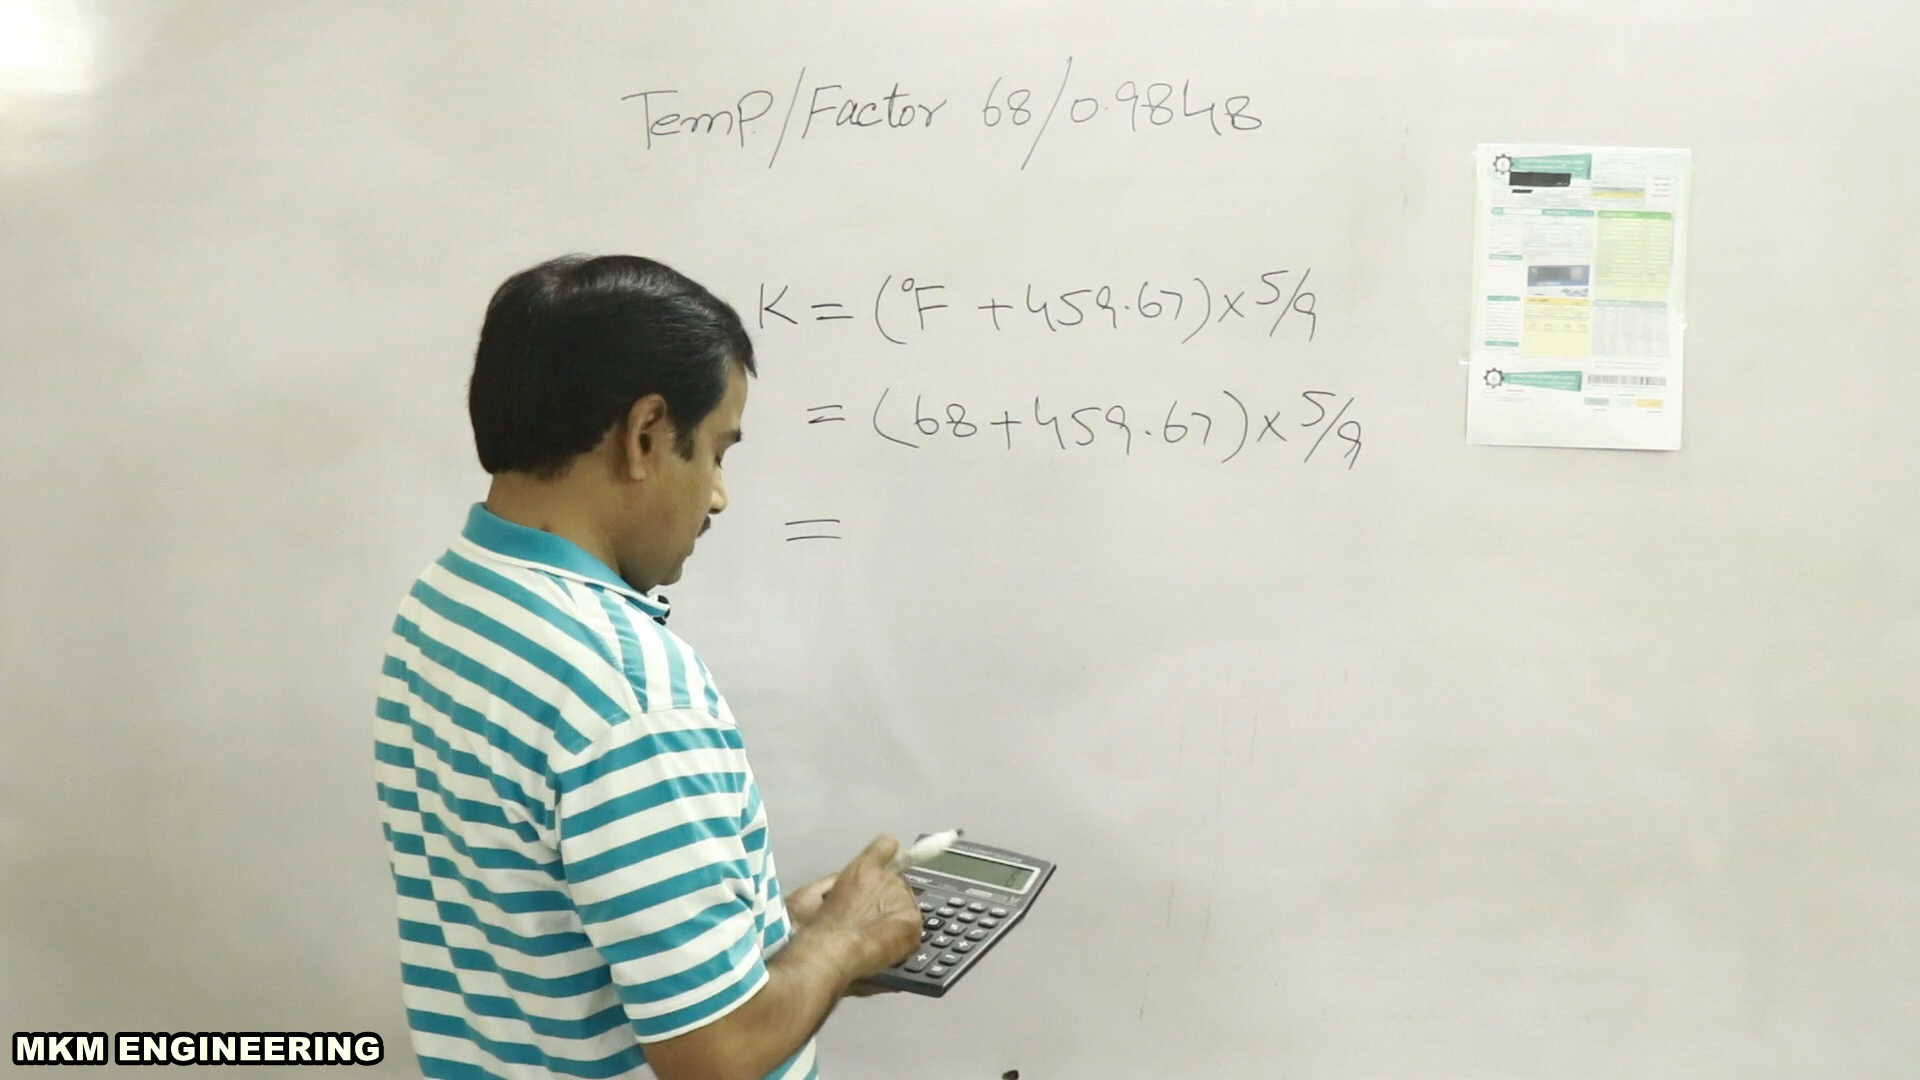 Temp./Factor 68/0.9848
K = (°F + 459.67) × 5/9
= (68 + 459.67) × 5/9
=
MKM ENGINEERING